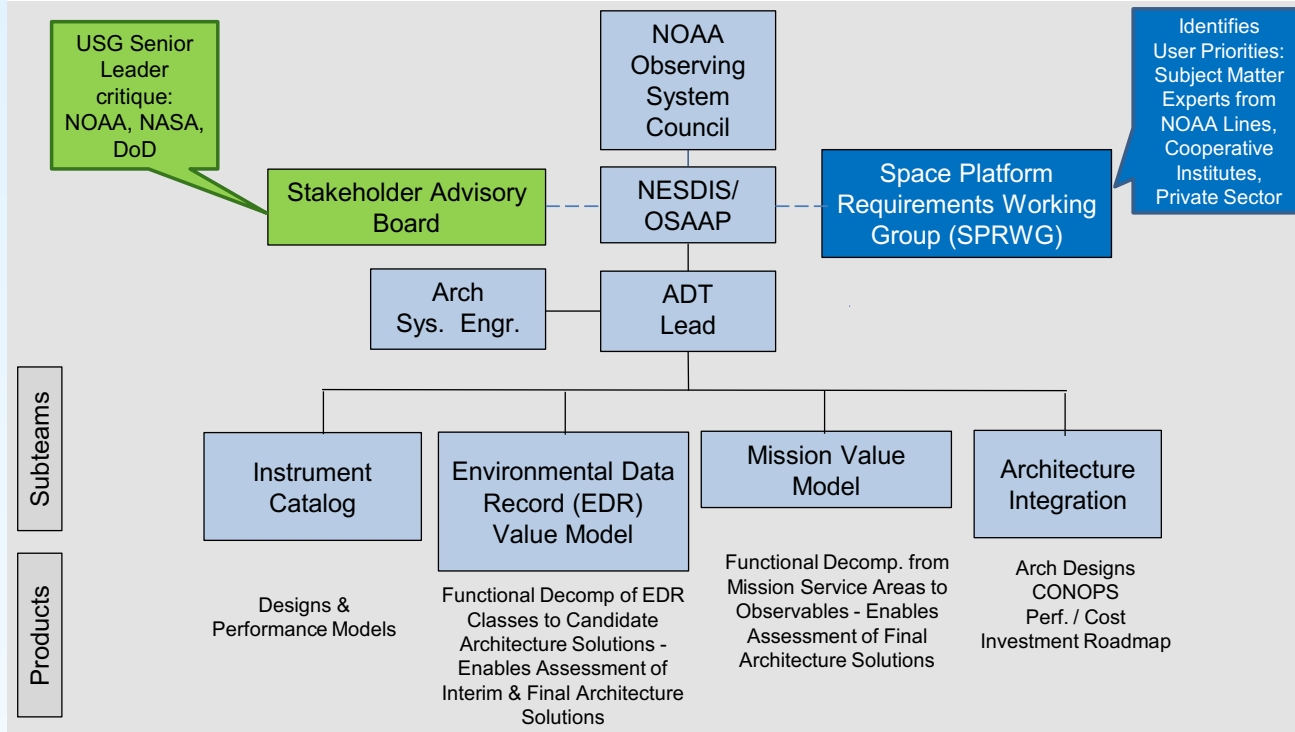 USG Senior
Leader
critique:
NOAA, NASA,
DoD
NOAA
Observing
System
Council
Identifies
User Priorities:
Subject Matter
Experts from
NOAA Lines,
Cooperative
Institutes,
Private Sector
Stakeholder Advisory
Board
NESDIS/
OSAAP
Space Platform
Requirements Working
Group (SPRWG)
Arch
Sys. Engr.
ADT
Lead
Subteams
Instrument
Catalog
Environmental Data
Record (EDR)
Value Model
Mission Value
Model
Architecture
Integration
Products
Designs &
Performance Models
Functional Decomp of EDR
Classes to Candidate
Architecture Solutions -
Enables Assessment of
Interim & Final Architecture
Solutions
Functional Decomp. from
Mission Service Areas to
Observables - Enables
Assessment of Final
Architecture Solutions
Arch Designs
CONOPS
Perf. / Cost
Investment Roadmap